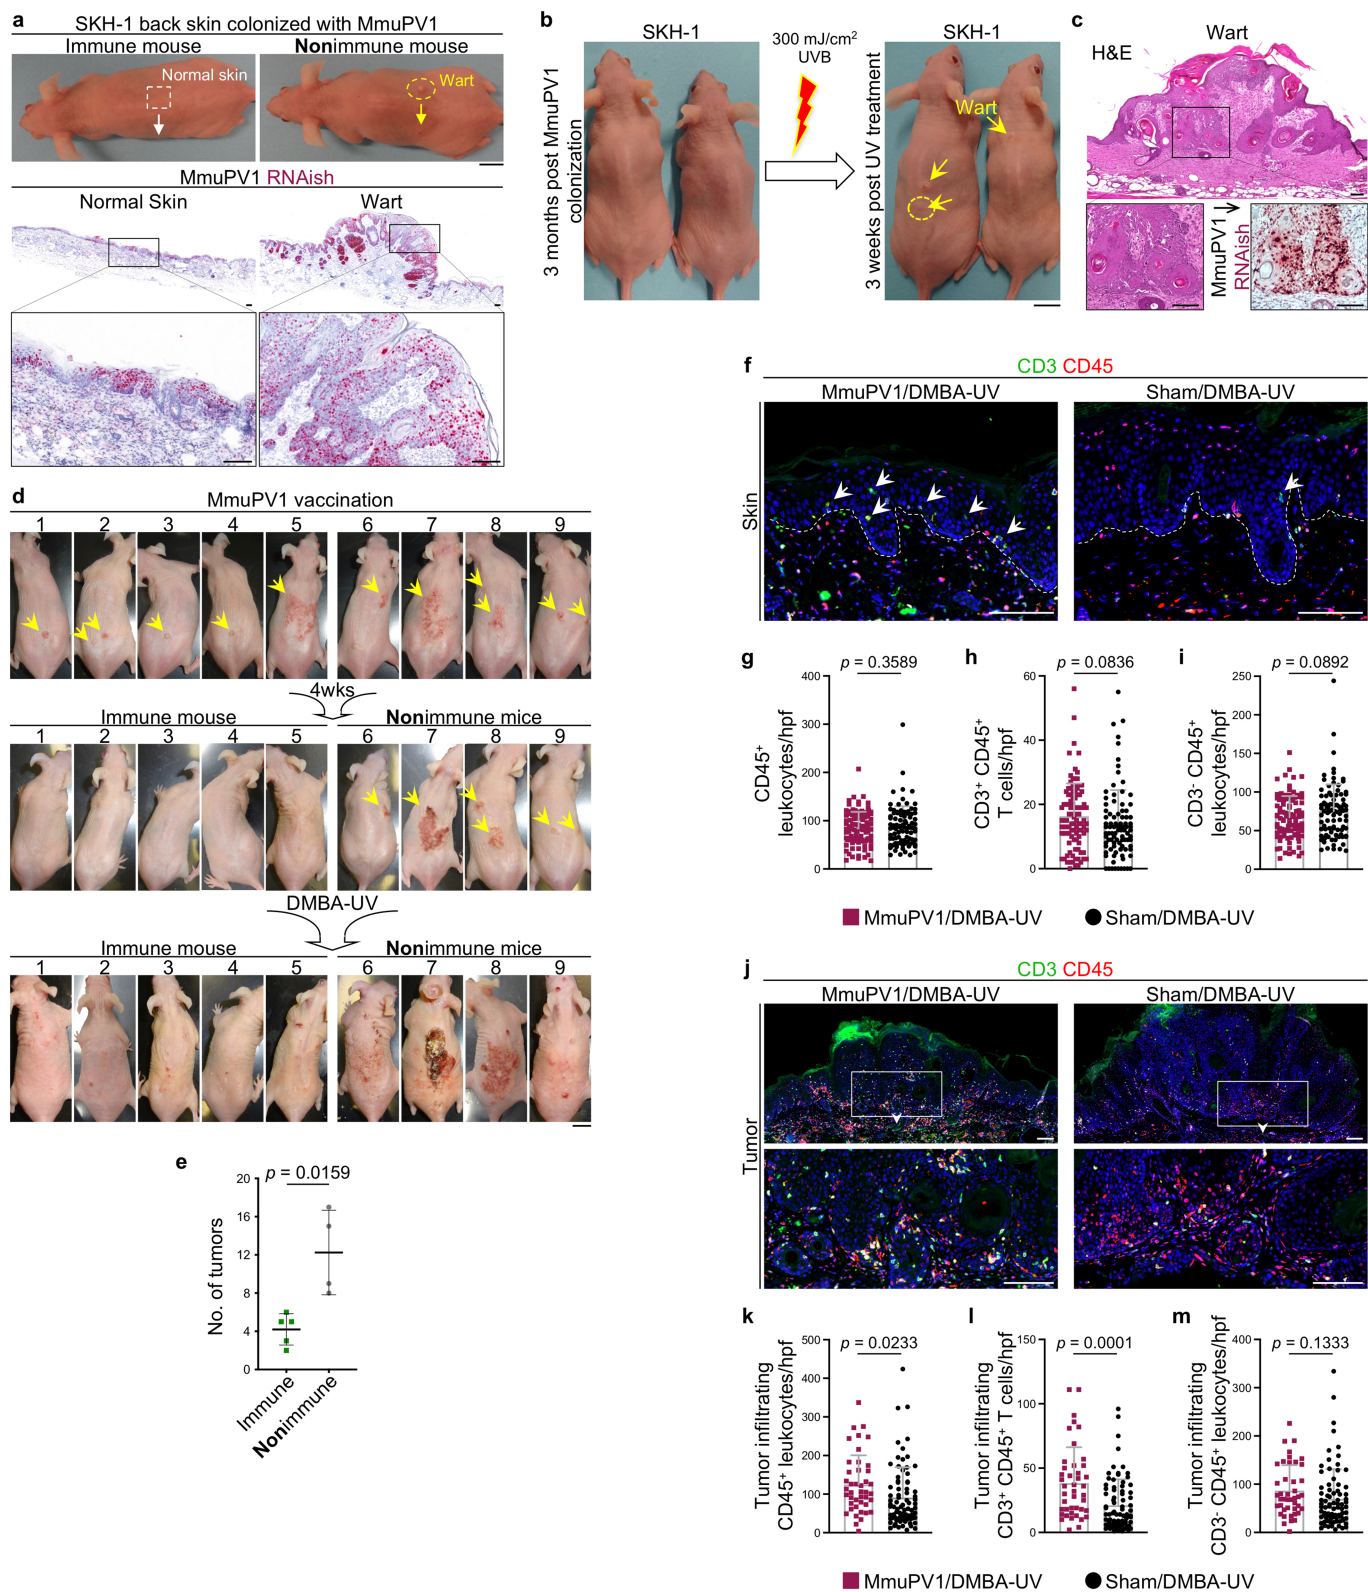 a
SKH-1 back skin colonized with MmuPV1
Immune mouse
Nonimmune mouse
Normal skin
Wart
MmuPV1 RNAish
Normal Skin
Wart
b
SKH-1
300 mJ/cm²
UVB
SKH-1
3 months post MmuPV1
colonization
3 weeks post UV treatment
Wart
c
Wart
H&E
MmuPV1
RNAish
d
MmuPV1 vaccination
1 2 3 4 5 6 7 8 9
4wks
Immune mouse
Nonimmune mice
1 2 3 4 5 6 7 8 9
DMBA-UV
Immune mouse
Nonimmune mice
1 2 3 4 5 6 7 8 9
e
p = 0.0159
No. of tumors
20
16
12
8
4
0
Immune
Nonimmune
f
CD3 CD45
MmuPV1/DMBA-UV
Sham/DMBA-UV
Skin
g
p = 0.3589
CD45⁺
leukocytes/hpf
400
300
200
100
0
h
p = 0.0836
CD3⁺ CD45⁺
T cells/hpf
60
40
20
0
i
p = 0.0892
CD3⁻ CD45⁺
leukocytes/hpf
250
200
150
100
50
0
MmuPV1/DMBA-UV
Sham/DMBA-UV
j
CD3 CD45
MmuPV1/DMBA-UV
Sham/DMBA-UV
Tumor
k
p = 0.0233
Tumor infiltrating
CD45⁺ leukocytes/hpf
500
400
300
200
100
0
l
p = 0.0001
Tumor infiltrating
CD3⁺ CD45⁺ T cells/hpf
150
100
50
0
m
p = 0.1333
Tumor infiltrating
CD3⁻ CD45⁺ leukocytes/hpf
400
300
200
100
0
MmuPV1/DMBA-UV
Sham/DMBA-UV